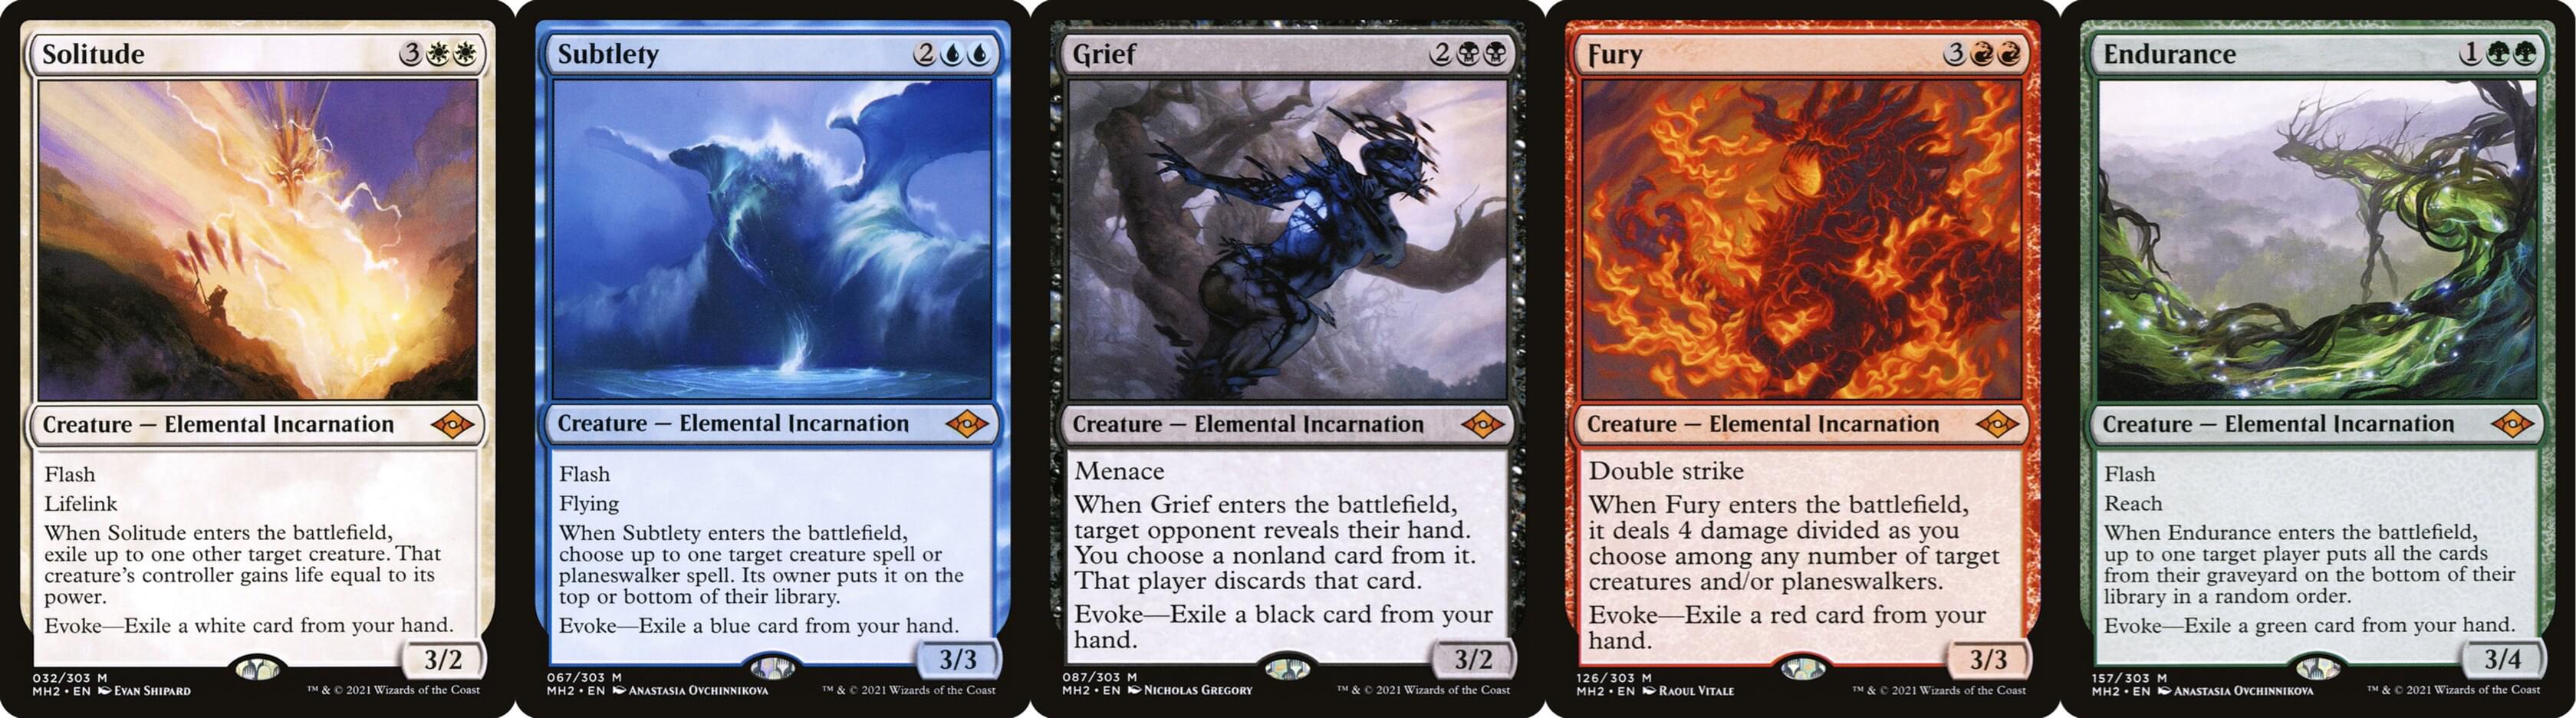 Solitude 3
Creature — Elemental Incarnation
Flash
Lifelink
When Solitude enters the battlefield,
exile up to one other target creature. That
creature's controller gains life equal to its
power.
Evoke—Exile a white card from your hand.
3/2
032/303 M
MH2 • EN EVAN SHIPARD
™ & © 2021 Wizards of the Coast
Subtlety 2
Creature — Elemental Incarnation
Flash
Flying
When Subtlety enters the battlefield,
choose up to one target creature spell or
planeswalker spell. Its owner puts it on the
top or bottom of their library.
Evoke—Exile a blue card from your hand.
3/3
067/303 M
MH2 • EN ANASTASIA OVCHINNIKOVA
™ & © 2021 Wizards of the Coast
Grief 2
Creature — Elemental Incarnation
Menace
When Grief enters the battlefield,
target opponent reveals their hand.
You choose a nonland card from it.
That player discards that card.
Evoke—Exile a black card from your
hand.
3/2
087/303 M
MH2 • EN NICHOLAS GREGORY
™ & © 2021 Wizards of the Coast
Fury 3
Creature — Elemental Incarnation
Double strike
When Fury enters the battlefield,
it deals 4 damage divided as you
choose among any number of target
creatures and/or planeswalkers.
Evoke—Exile a red card from your
hand.
3/3
126/303 M
MH2 • EN RAOUL VITALE
™ & © 2021 Wizards of the Coast
Endurance 1
Creature — Elemental Incarnation
Flash
Reach
When Endurance enters the battlefield,
up to one target player puts all the cards
from their graveyard on the bottom of their
library in a random order.
Evoke—Exile a green card from your hand.
3/4
157/303 M
MH2 • EN ANASTASIA OVCHINNIKOVA
™ & © 2021 Wizards of the Coast